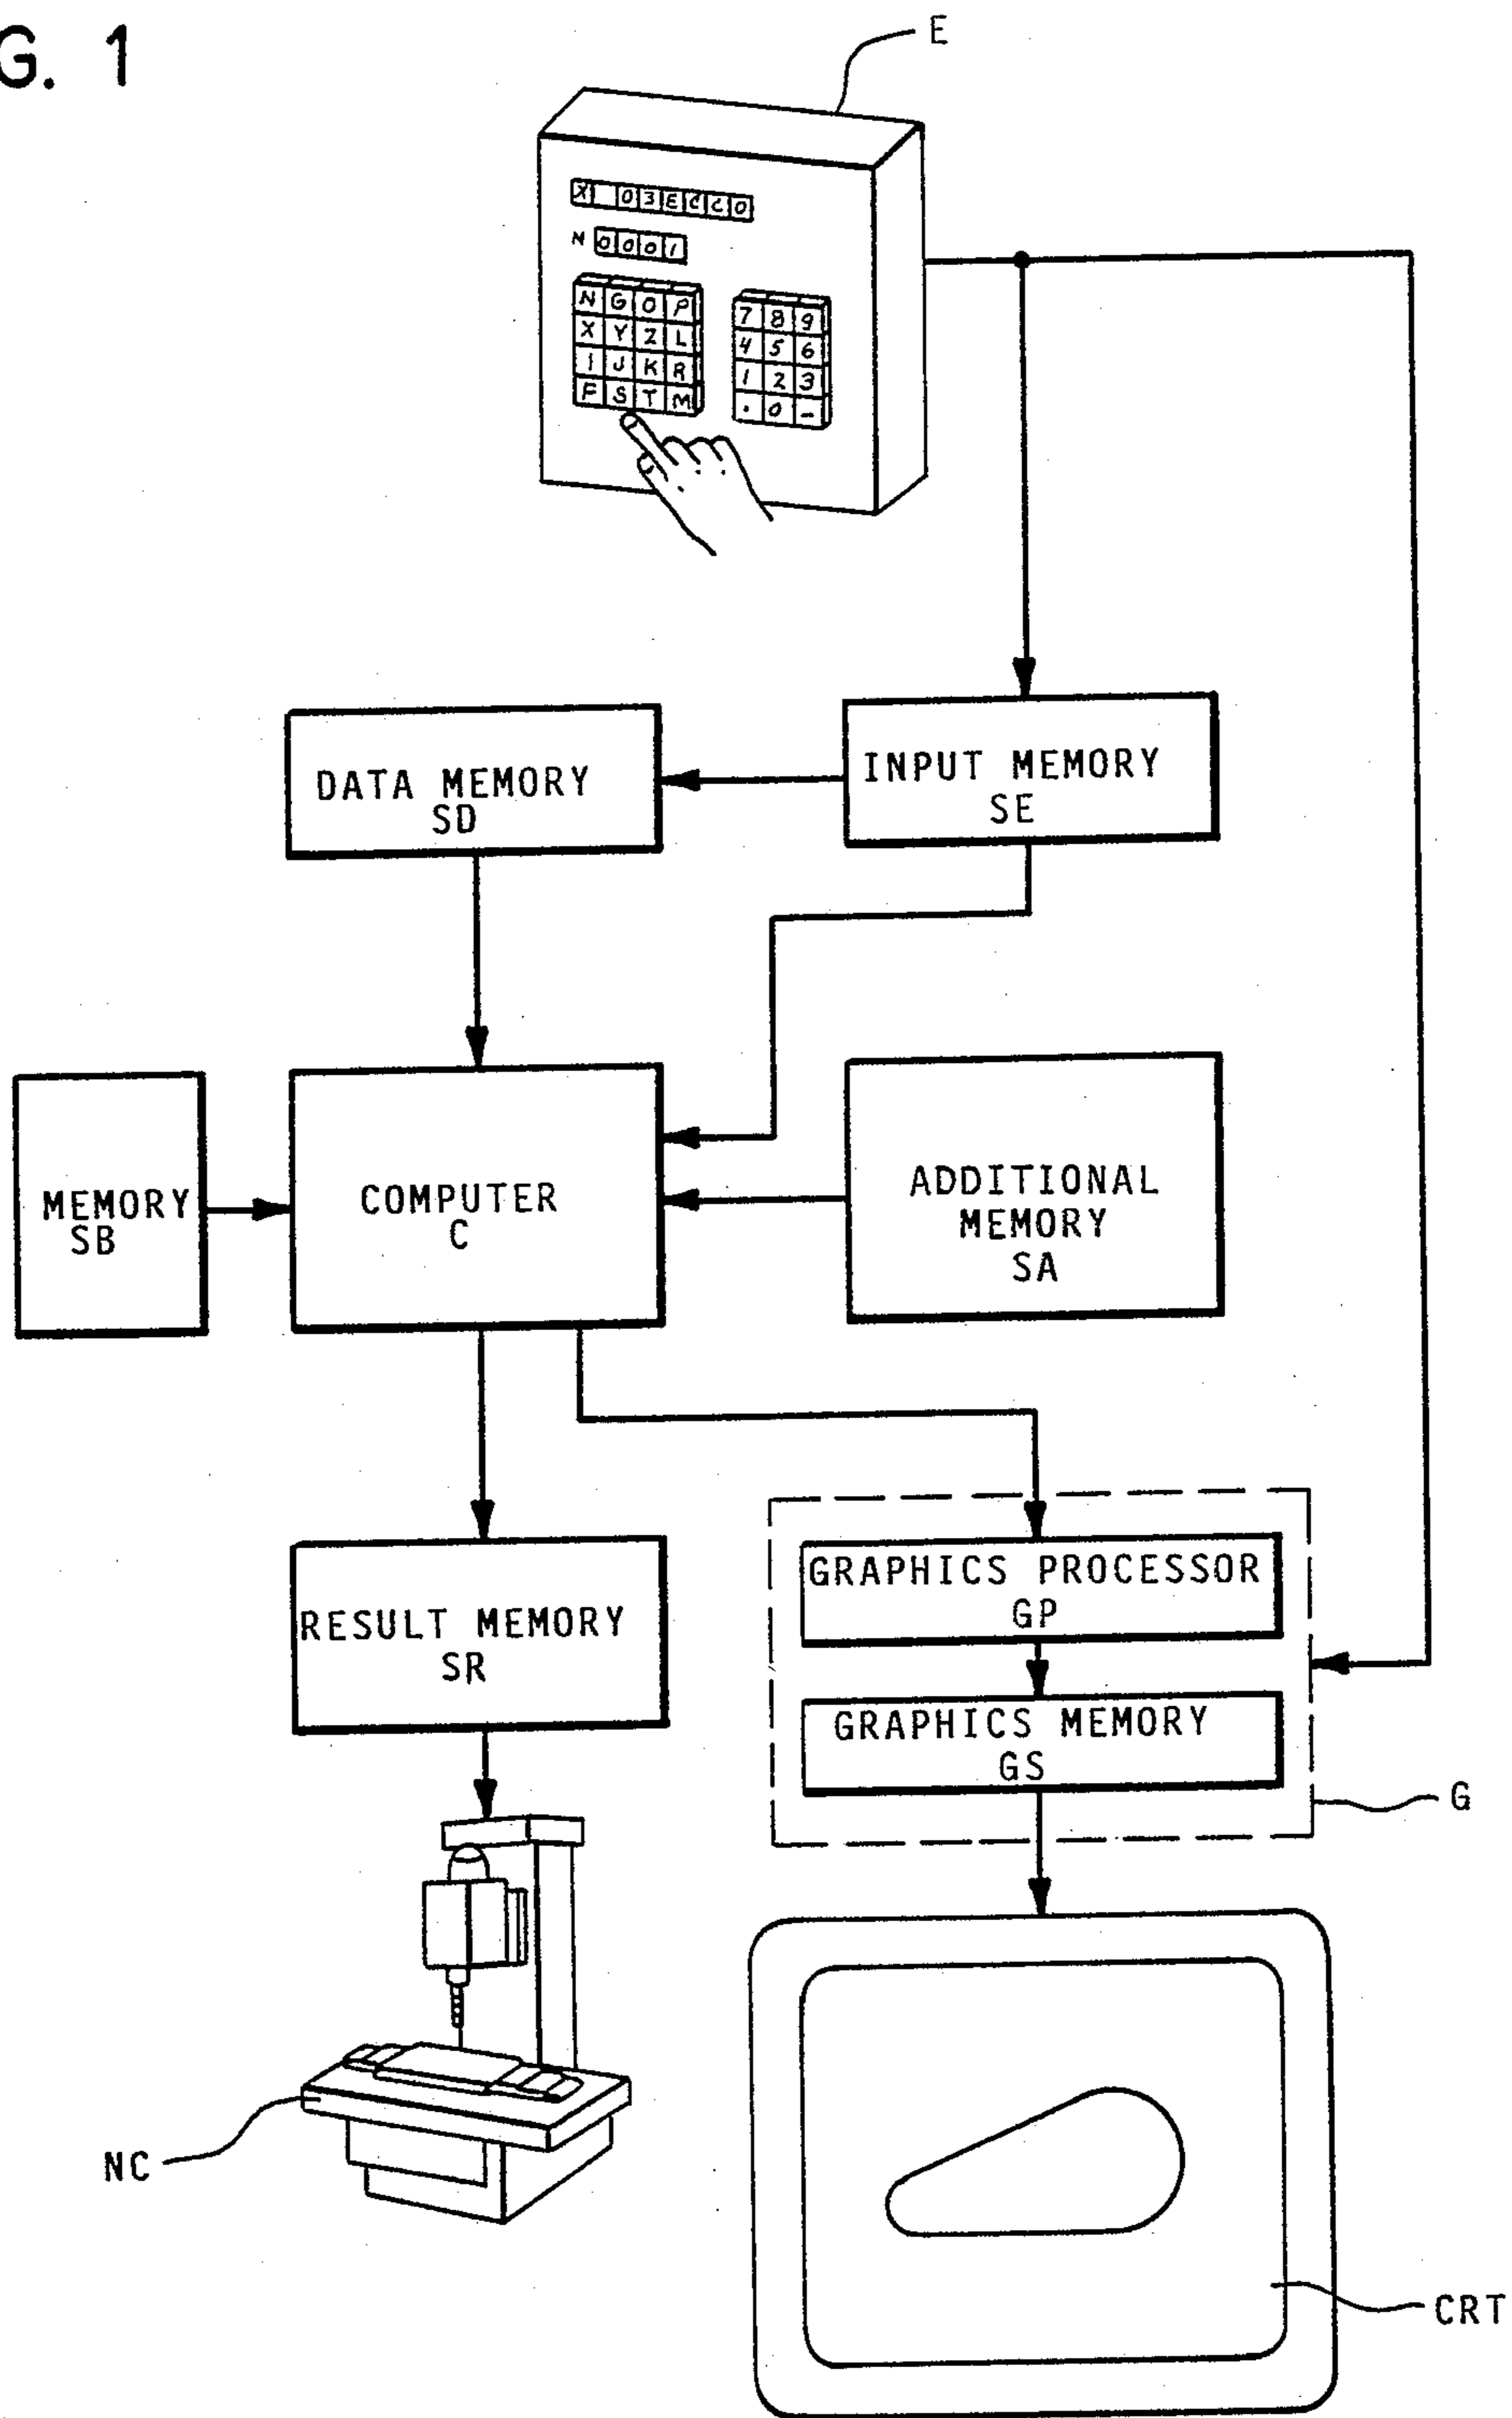 G. 1
E
X 03ECCO
N 0001
N G O P
X Y Z L
I J K R
F S T M
7 8 9
4 5 6
1 2 3
. 0 -
DATA MEMORY
SD
INPUT MEMORY
SE
MEMORY
SB
COMPUTER
C
ADDITIONAL
MEMORY
SA
RESULT MEMORY
SR
GRAPHICS PROCESSOR
GP
GRAPHICS MEMORY
GS
G
NC
CRT